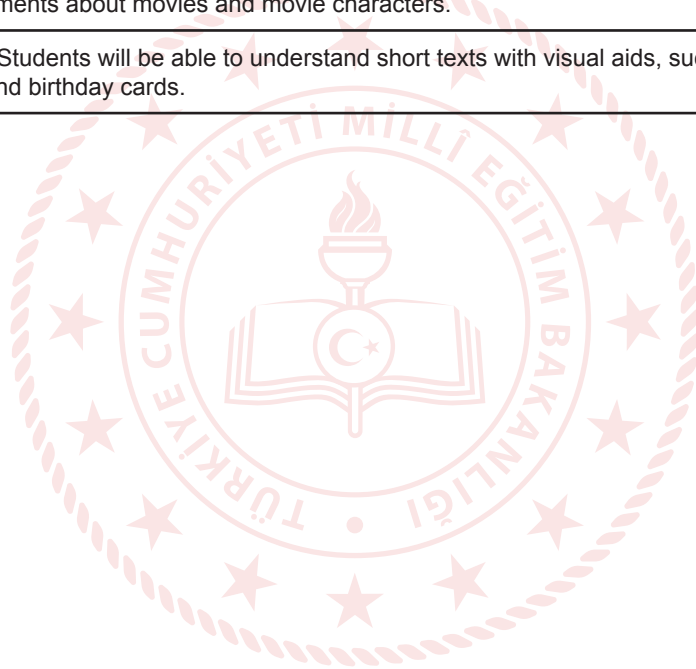 ments about movies and movie characters.
Students will be able to understand short texts with visual aids, suc
nd birthday cards.
TÜRKİYE CUMHURİYETİ MİLLÎ EĞİTİM BAKANLIĞI